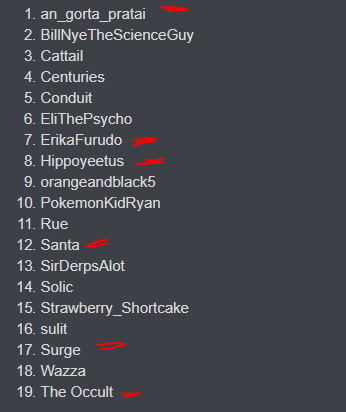 1. an_gorta_pratai
2. BillNyeTheScienceGuy
3. Cattail
4. Centuries
5. Conduit
6. EliThePsycho
7. ErikaFurudo
8. Hippoyeetus
9. orangeandblack5
10. PokemonKidRyan
11. Rue
12. Santa
13. SirDerpsAlot
14. Solic
15. Strawberry_Shortcake
16. sulit
17. Surge
18. Wazza
19. The Occult